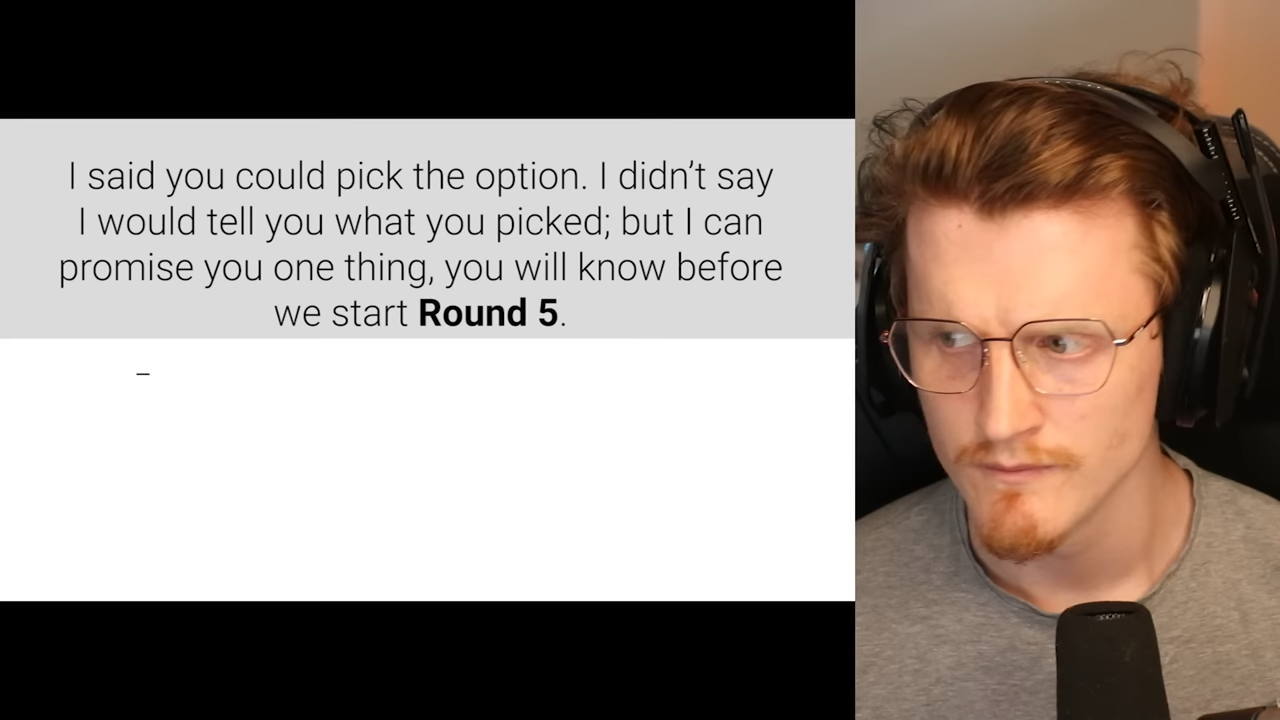 I said you could pick the option. I didn’t say
I would tell you what you picked; but I can
promise you one thing, you will know before
we start Round 5.
_